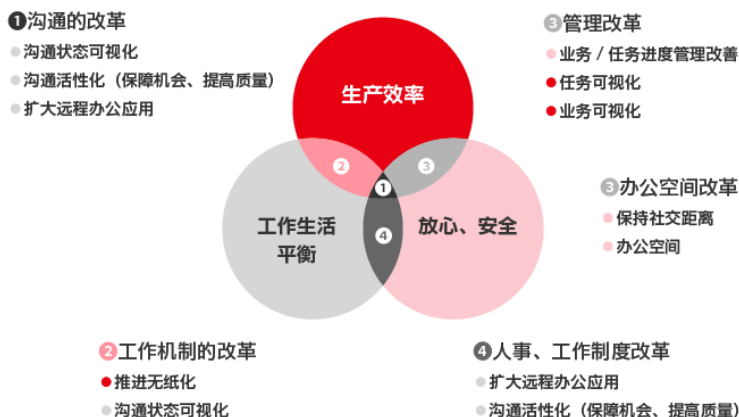 ❶沟通的改革
沟通状态可视化
沟通活性化（保障机会、提高质量）
扩大远程办公应用
③管理改革
业务 / 任务进度管理改善
任务可视化
业务可视化
生产效率
2
3
1
工作生活
平衡
4
放心、安全
③办公空间改革
保持社交距离
办公空间
②工作机制的改革
推进无纸化
沟通状态可视化
❹人事、工作制度改革
扩大远程办公应用
沟通活性化（保障机会、提高质量）